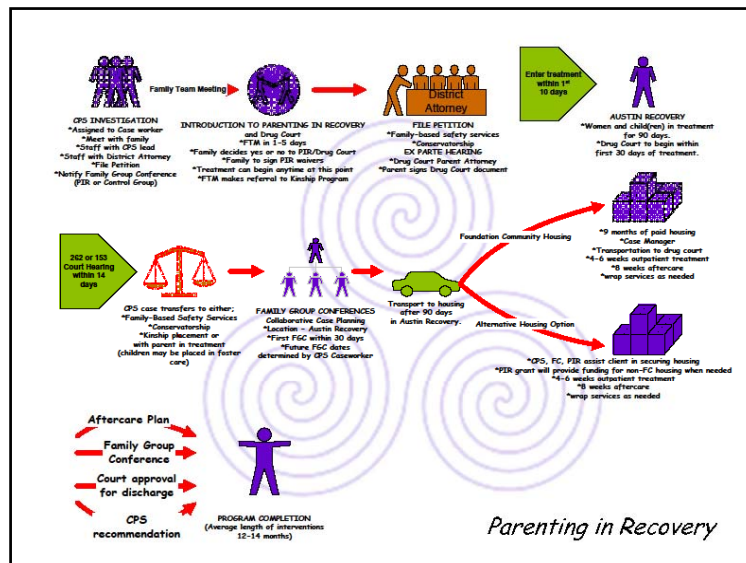 Family Team Meeting
CPS INVESTIGATION
*Assigned to Case worker
*Meet with family
*Staff with CPS lead
*Staff with District Attorney
*File Petition
*Notify Family Group Conference
(PIR or Control Group)
INTRODUCTION TO PARENTING IN RECOVERY
and Drug Court
*FTM in 1-5 days
*Family decides yes or no to PIR/Drug Court
*Family to sign PIR waivers
*Treatment can begin anytime at this point
*FTM makes referral to Kinship Program
District
Attorney
FILE PETITION
*Family-based safety services
*Conservatorship
EX PARTE HEARING
*Drug Court Parent Attorney
*Parent signs Drug Court document
Enter treatment
within 1st
10 days
AUSTIN RECOVERY
*Women and child(ren) in treatment
for 90 days.
*Drug Court to begin within
first 30 days of treatment.
262 or 153
Court Hearing
within 14
days
CPS case transfers to either;
*Family-Based Safety Services
*Conservatorship
*Kinship placement or
with parent in treatment
(children may be placed in foster
care)
FAMILY GROUP CONFERENCES
Collaborative Case Planning
*Location - Austin Recovery
*First FGC within 30 days
*Future FGC dates
determined by CPS Caseworker
Transport to housing
after 90 days
in Austin Recovery.
Foundation Community Housing
*9 months of paid housing
*Case Manager
*Transportation to drug court
*4-6 weeks outpatient treatment
*8 weeks aftercare
*wrap services as needed
Alternative Housing Option
*CPS, FC, PIR assist client in securing housing
*PIR grant will provide funding for non-FC housing when needed
*4-6 weeks outpatient treatment
*8 weeks aftercare
*wrap services as needed
Aftercare Plan
Family Group
Conference
Court approval
for discharge
CPS
recommendation
PROGRAM COMPLETION
(Average length of interventions
12-14 months)
Parenting in Recovery